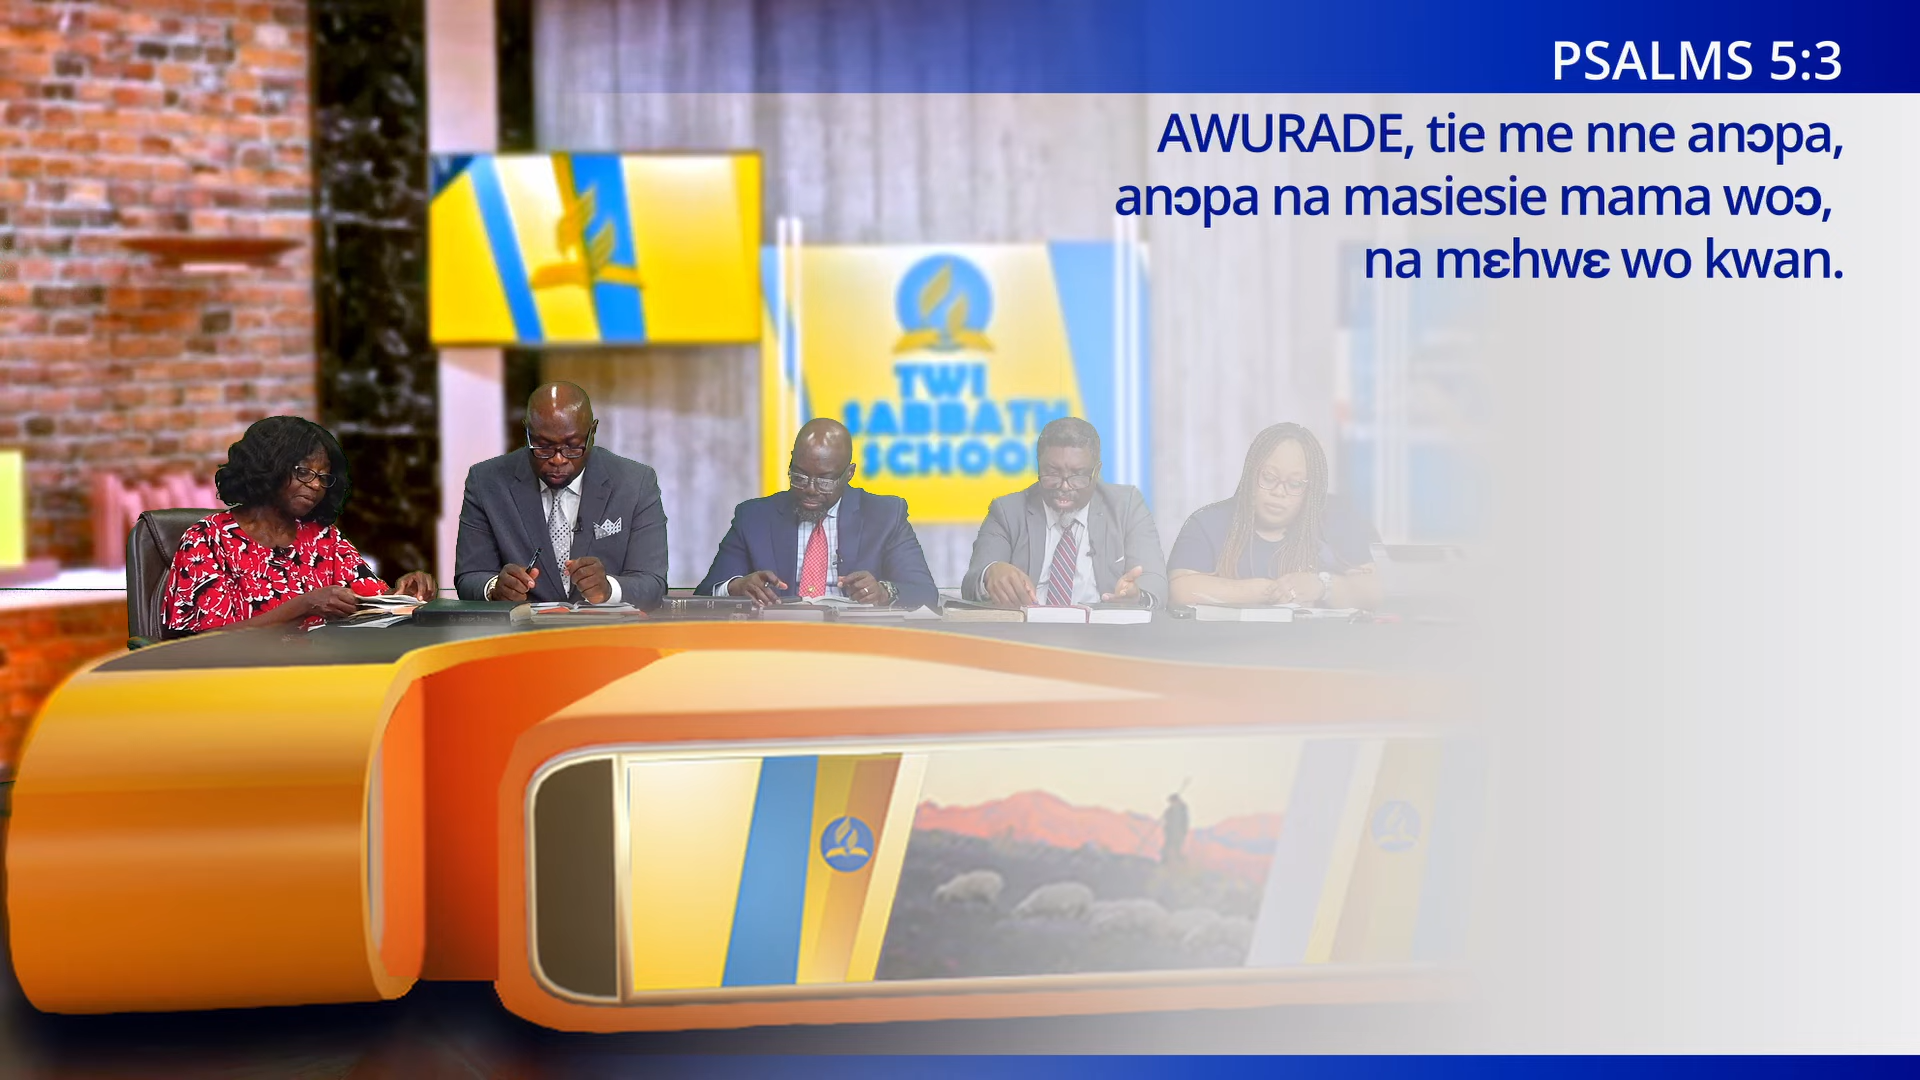 PSALMS 5:3
AWURADE, tie me nne anɔpa,
anɔpa na masiesie mama woɔ,
na mɛhwɛ wo kwan.
TWI
SABBATH
SCHOOL